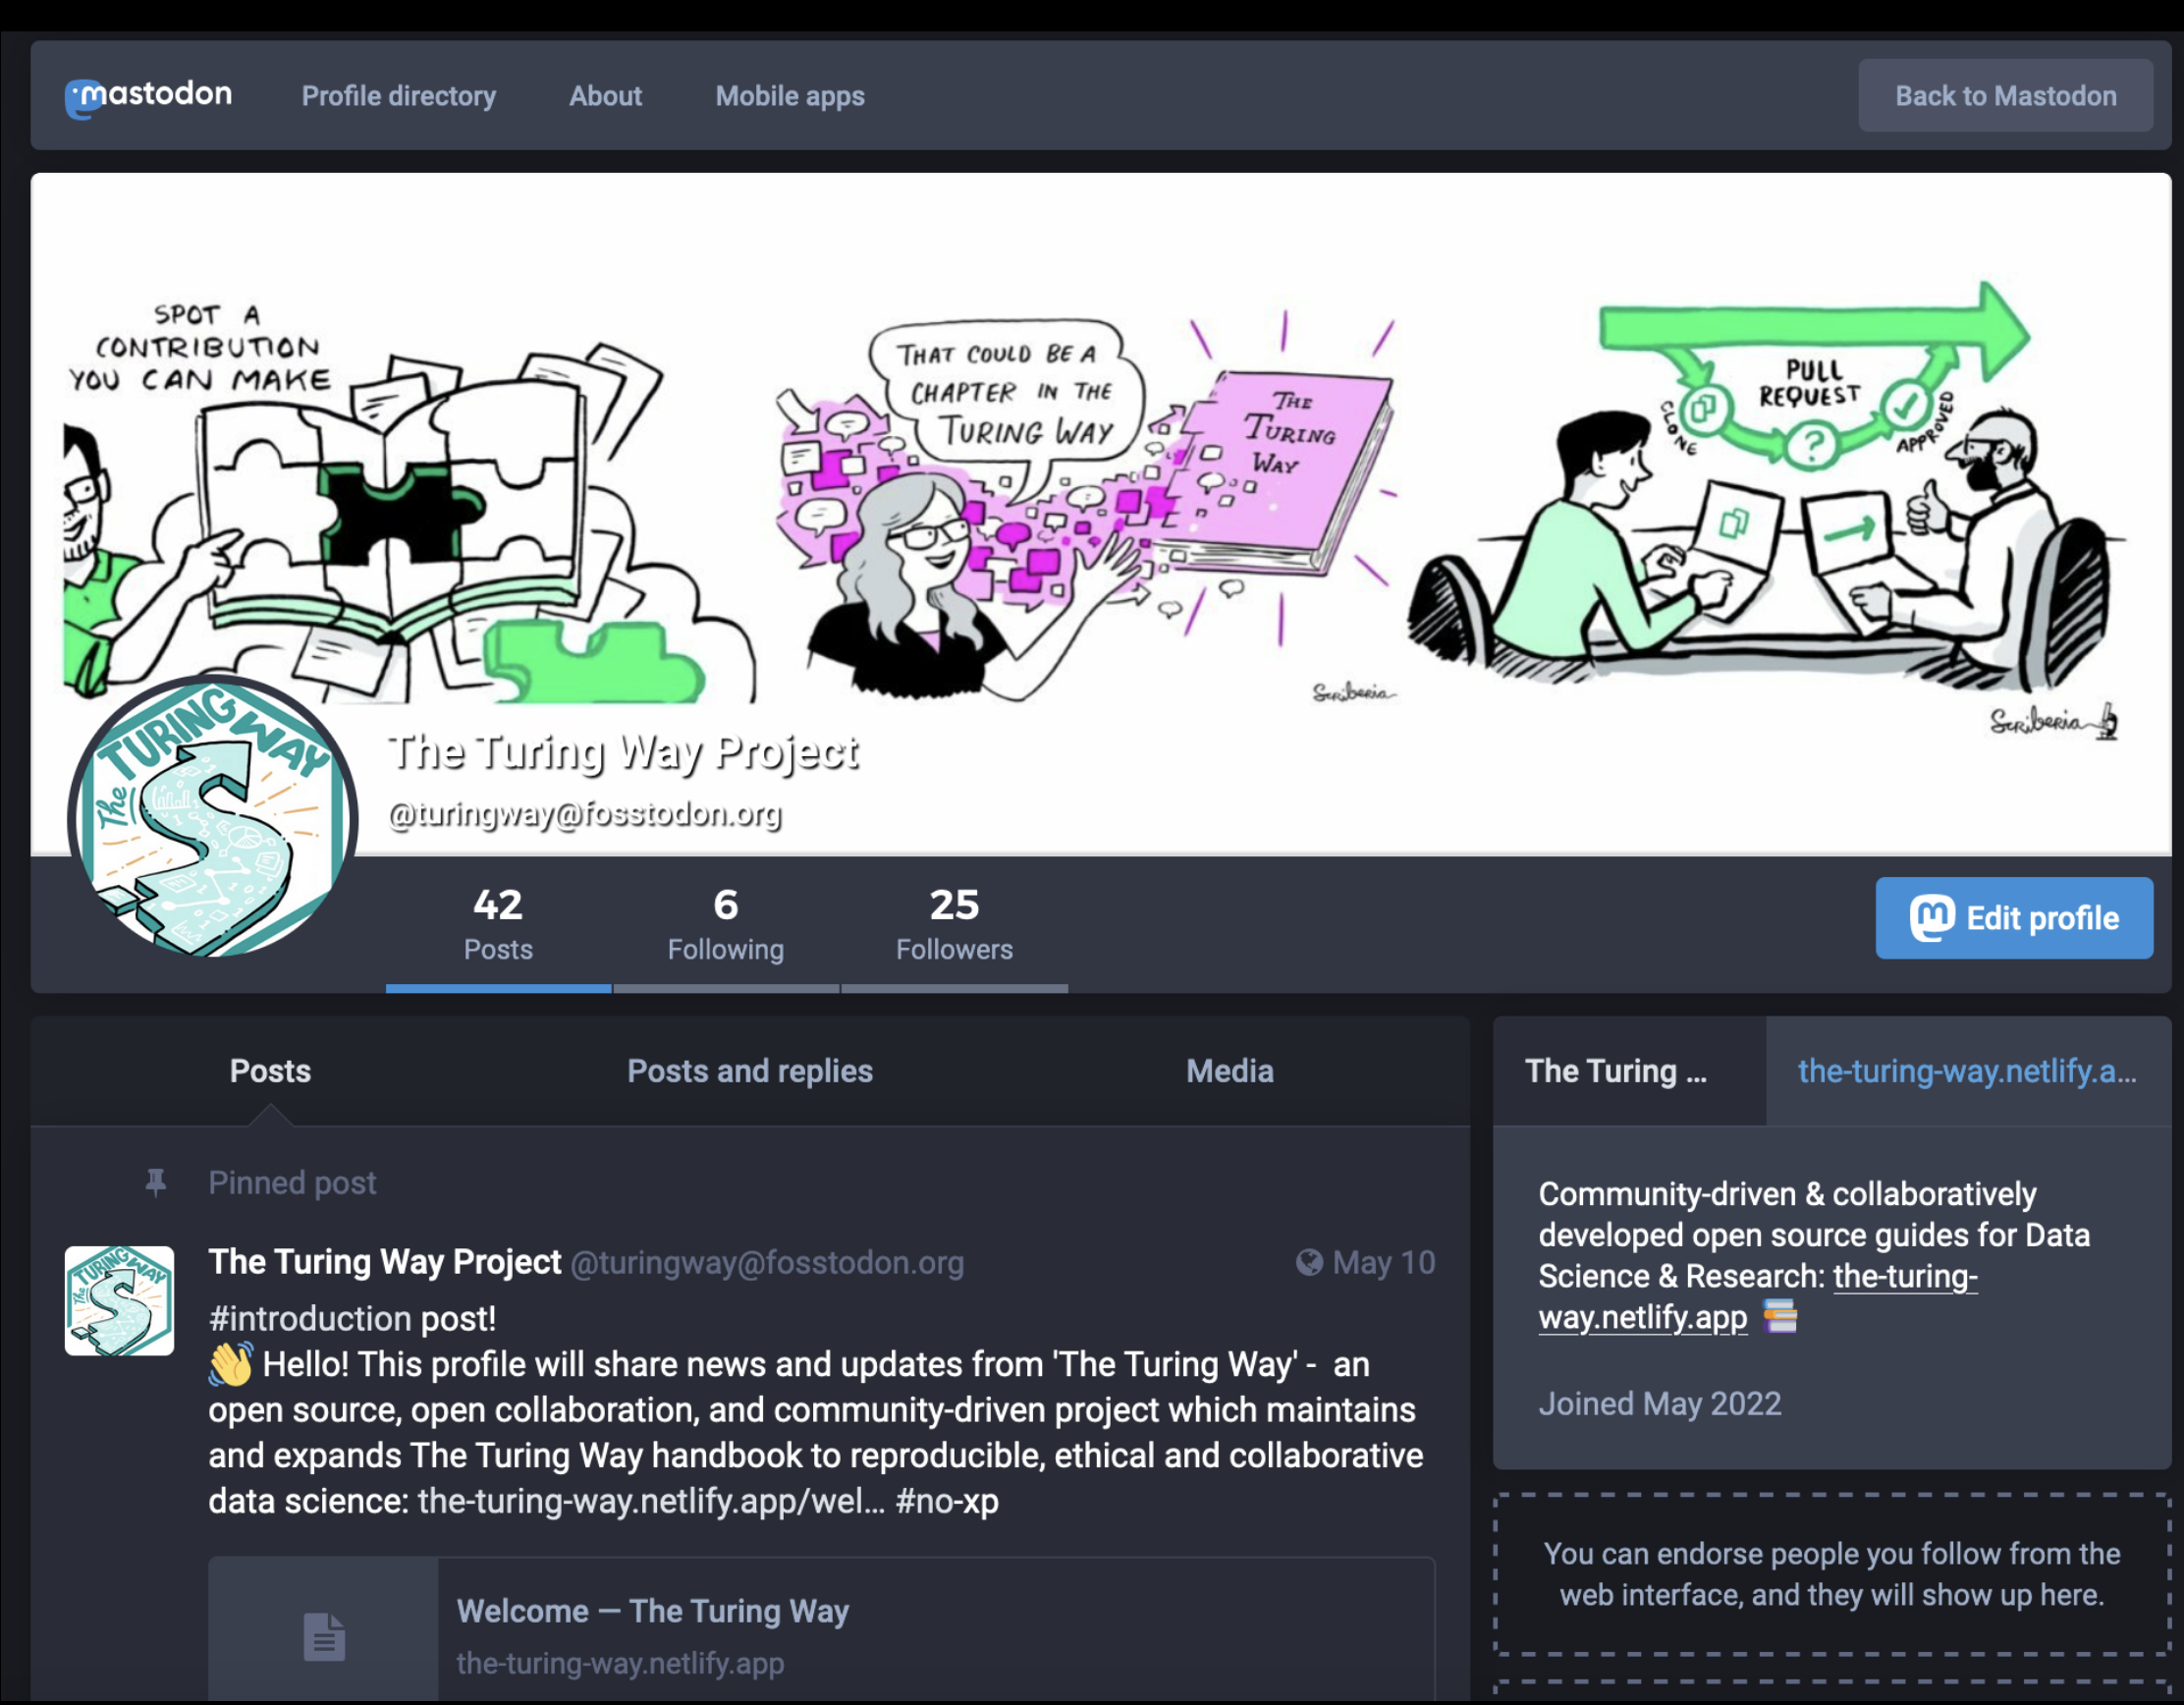 mastodon
Profile directory
About
Mobile apps
Back to Mastodon
SPOT A
CONTRIBUTION
YOU CAN MAKE
THAT COULD BE A
CHAPTER IN THE
TURING WAY
THE
TURING
WAY
PULL
REQUEST
CLONE
?
APPROVED
Scriberia
Scriberia
The TURING WAY
The Turing Way Project
@turingway@fosstodon.org
42
Posts
6
Following
25
Followers
Edit profile
Posts
Posts and replies
Media
Pinned post
The TURING WAY
The Turing Way Project @turingway@fosstodon.org
May 10
#introduction post!
👋 Hello! This profile will share news and updates from 'The Turing Way' - an
open source, open collaboration, and community-driven project which maintains
and expands The Turing Way handbook to reproducible, ethical and collaborative
data science: the-turing-way.netlify.app/wel... #no-xp
Welcome — The Turing Way
the-turing-way.netlify.app
The Turing ...
the-turing-way.netlify.a...
Community-driven & collaboratively
developed open source guides for Data
Science & Research: the-turing-
way.netlify.app 📚
Joined May 2022
You can endorse people you follow from the
web interface, and they will show up here.